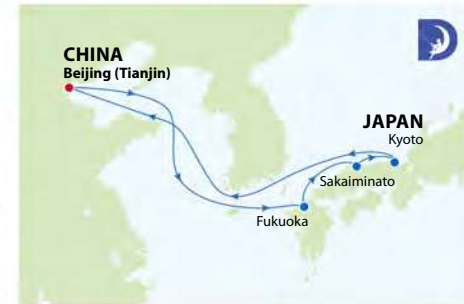 CHINA
Beijing (Tianjin)
JAPAN
Kyoto
Sakaiminato
Fukuoka